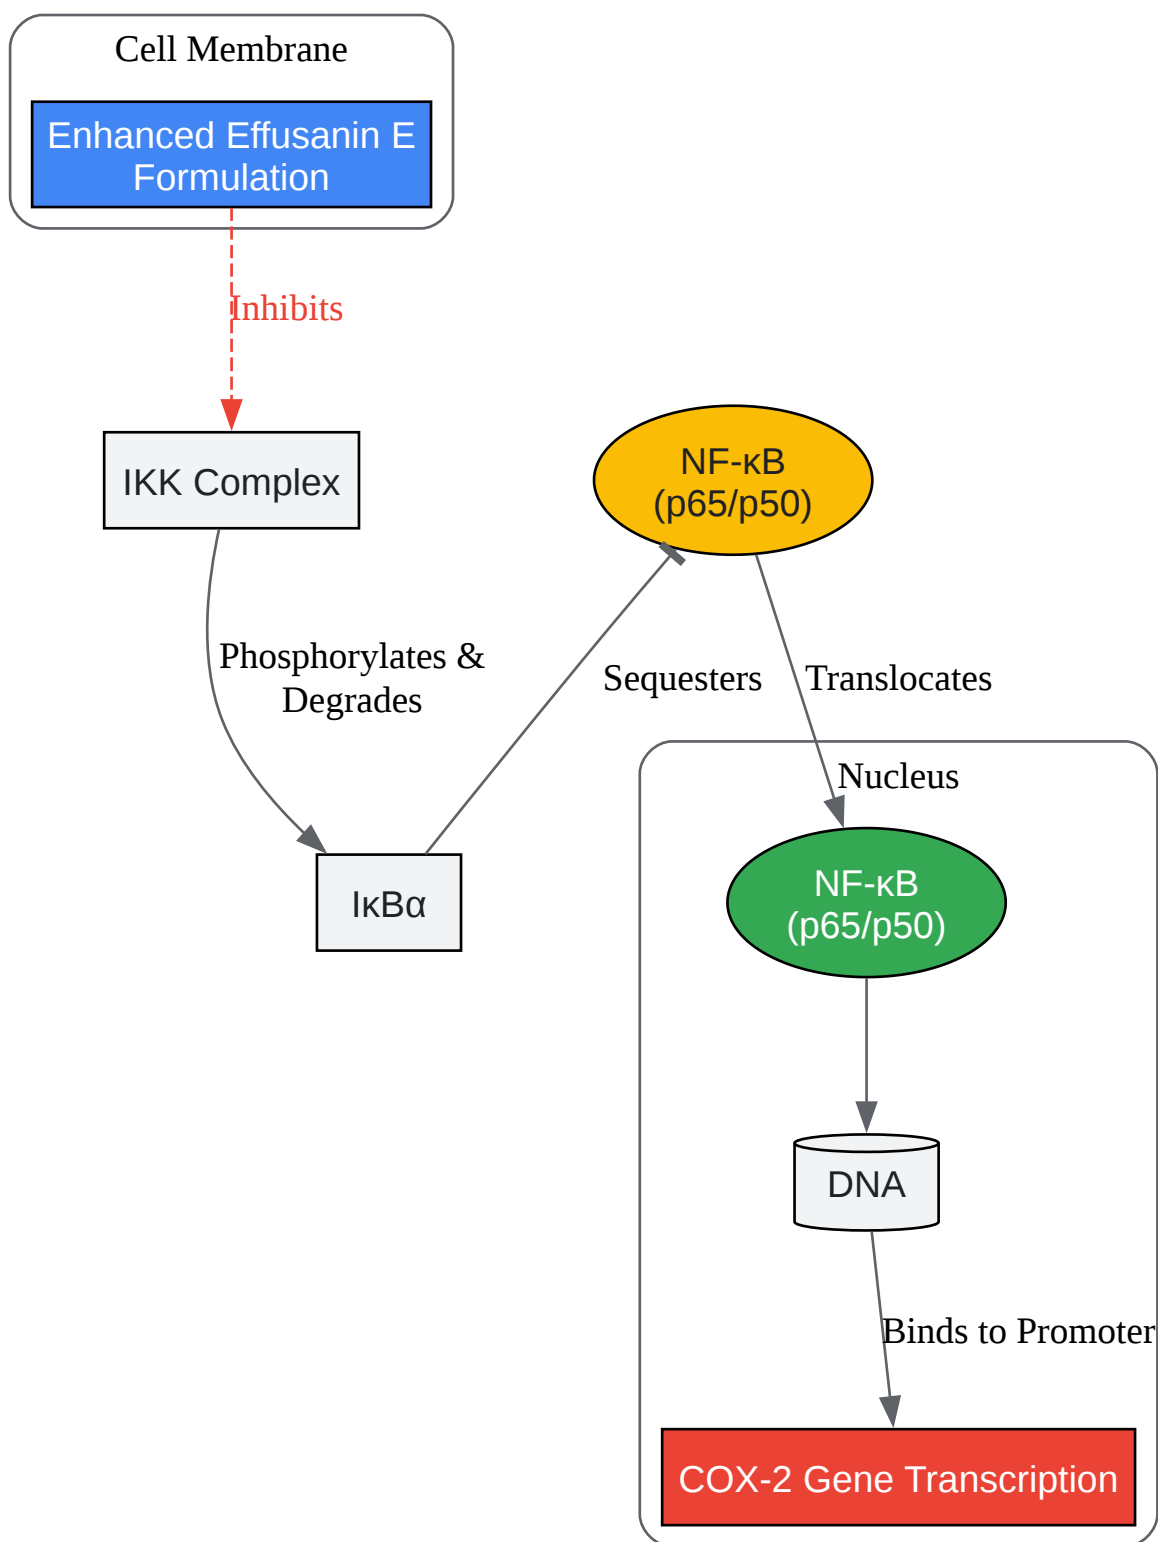 Cell Membrane
Enhanced Effusanin E
Formulation
Inhibits
IKK Complex
NF-κB
(p65/p50)
Phosphorylates &
Degrades
Sequesters
Translocates
Nucleus
IκBα
NF-κB
(p65/p50)
DNA
Binds to Promoter
COX-2 Gene Transcription